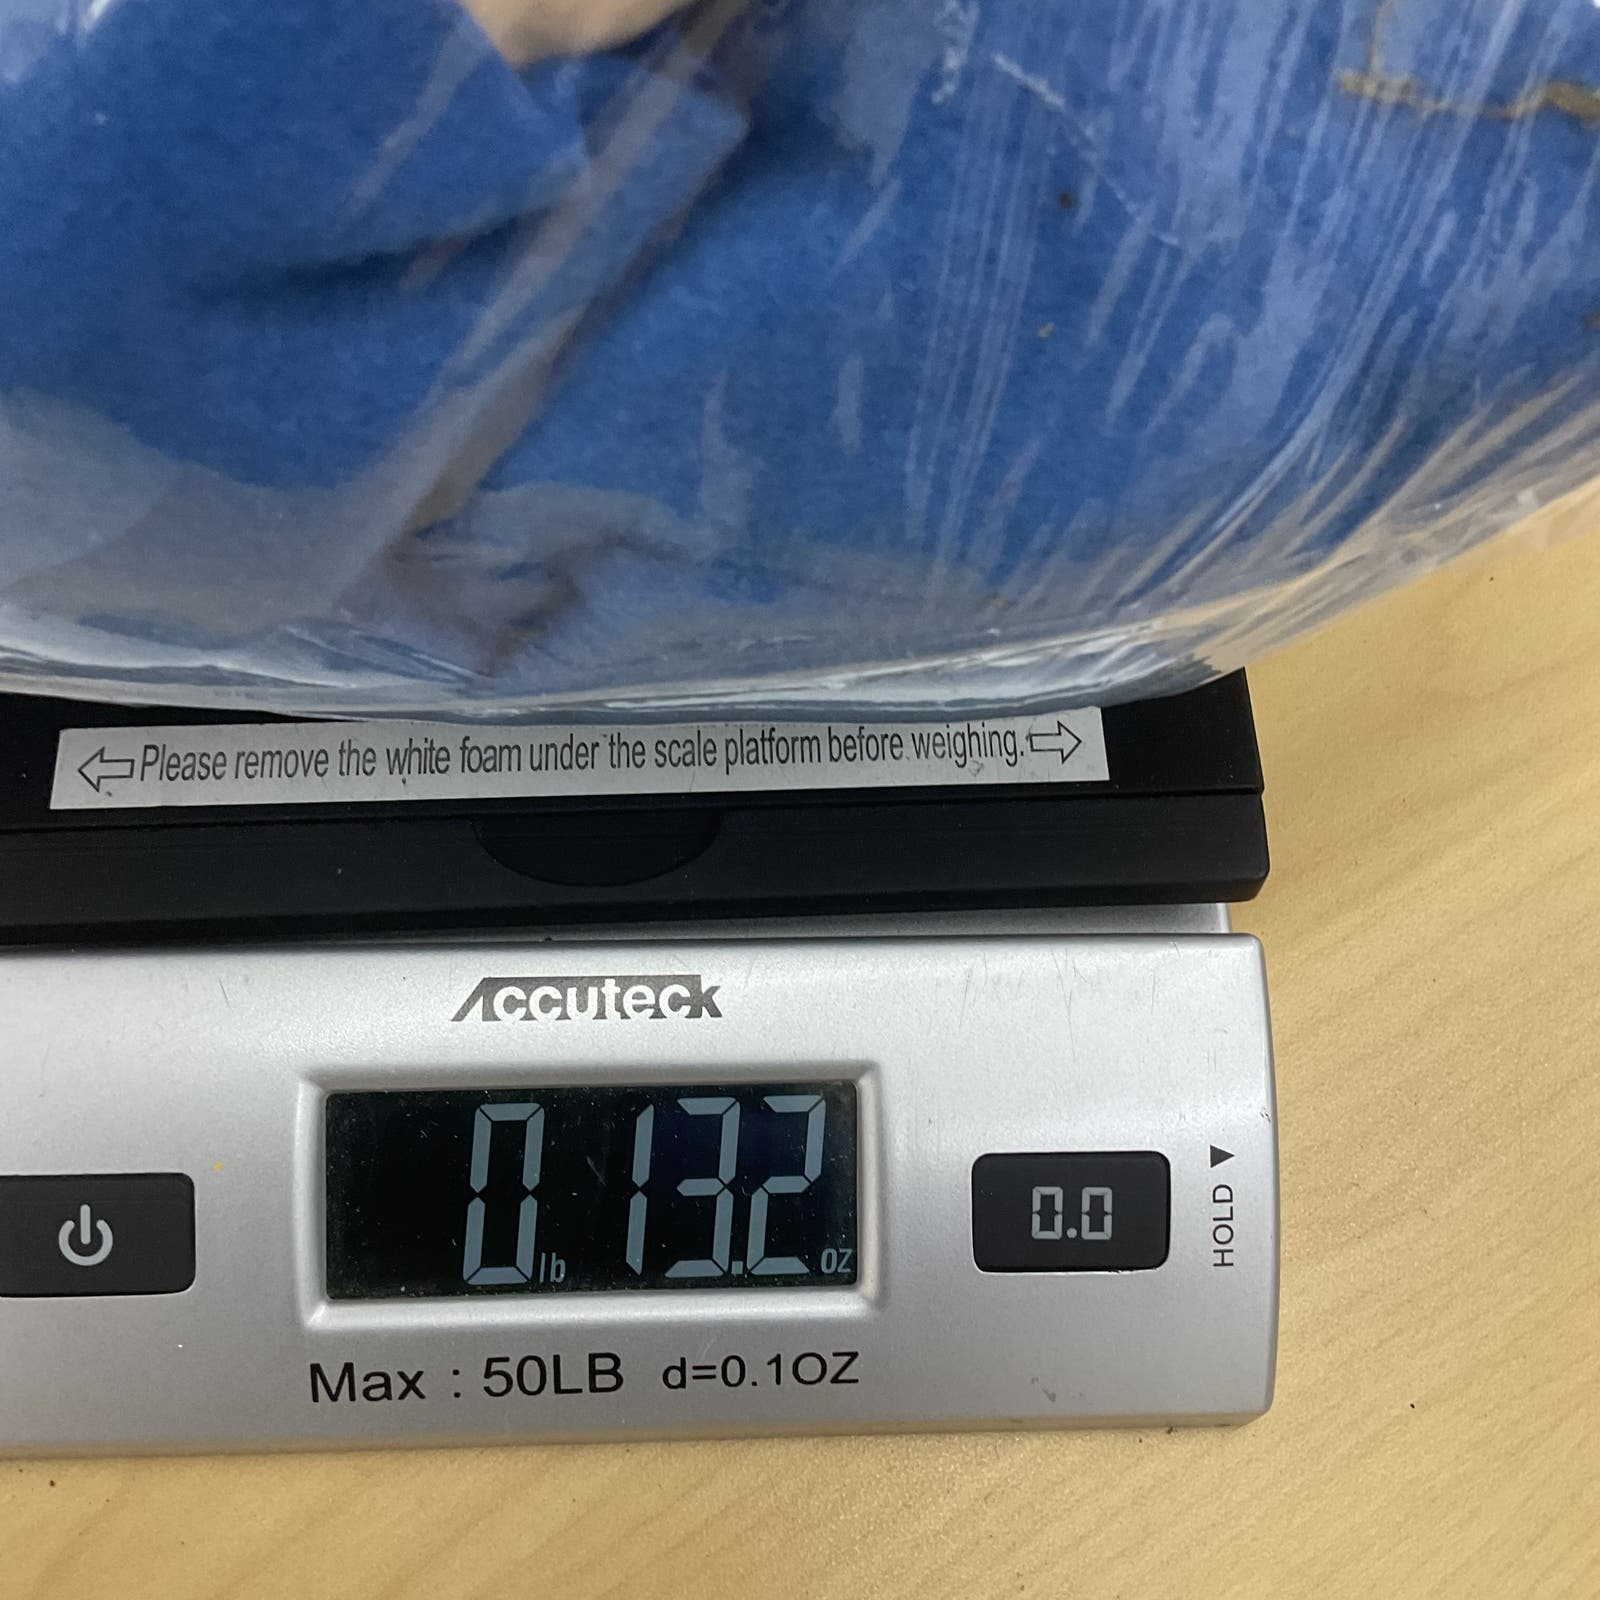 Please remove the white foam under the scale platform before weighing.
Accuteck
0 lb 13.2 oz
0.0
HOLD
Max : 50LB d=0.1OZ